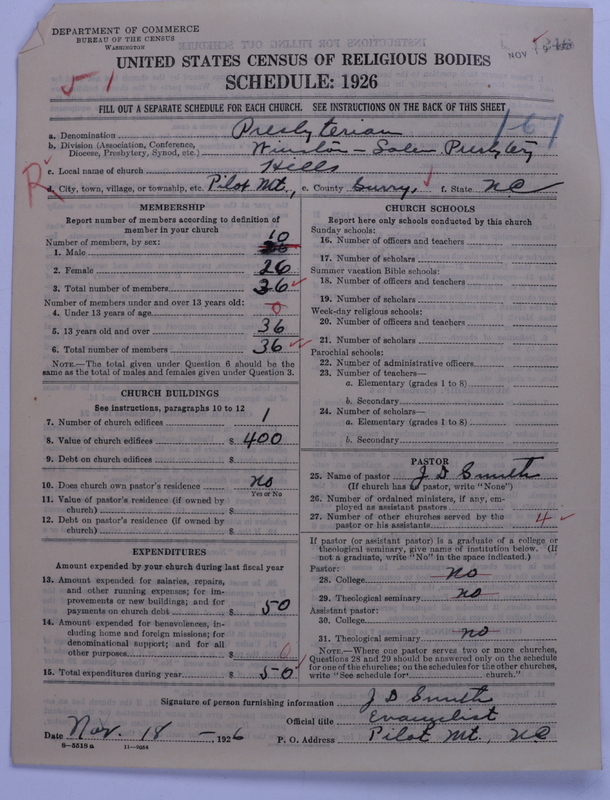 DEPARTMENT OF COMMERCE
BUREAU OF THE CENSUS
WASHINGTON
NOV
UNITED STATES CENSUS OF RELIGIOUS BODIES
SCHEDULE: 1926
51
FILL OUT A SEPARATE SCHEDULE FOR EACH CHURCH. SEE INSTRUCTIONS ON THE BACK OF THIS SHEET
161
a. Denomination Presbyterian
b. Division (Association, Conference, Diocese, Presbytery, Synod, etc.) Winston-Salem Presbytery
c. Local name of church Hills
R
d. City, town, village, or township, etc. Pilot Mt., e. County Surry, f. State N.C
MEMBERSHIP
Report number of members according to definition of
member in your church
Number of members, by sex:
1. Male 10
2. Female 26
3. Total number of members 36
Number of members under and over 13 years old:
4. Under 13 years of age 0
5. 13 years old and over 36
6. Total number of members 36
NOTE.—The total given under Question 6 should be
same as the total of males and females given under Question 3.
CHURCH BUILDINGS
See instructions, paragraphs 10 to 12
7. Number of church edifices 1
8. Value of church edifices $ 400
9. Debt on church edifices $
10. Does church own pastor's residence no
Yes or No
11. Value of pastor's residence (if owned by
church) $
12. Debt on pastor's residence (if owned by
church) $
EXPENDITURES
Amount expended by your church during last fiscal year
13. Amount expended for salaries, repairs,
and other running expenses; for im-
provements or new buildings; and for
payments on church debt $ 50
14. Amount expended for benevolences, in-
cluding home and foreign missions; for
denominational support; and for all
other purposes $ 0
15. Total expenditures during year $ 50
CHURCH SCHOOLS
Report here only schools conducted by this church
Sunday schools:
16. Number of officers and teachers
17. Number of scholars
Summer vacation Bible schools:
18. Number of officers and teachers
19. Number of scholars
Week-day religious schools:
20. Number of officers and teachers
21. Number of scholars
Parochial schools:
22. Number of administrative officers
23. Number of teachers—
a. Elementary (grades 1 to 8)
b. Secondary
24. Number of scholars—
a. Elementary (grades 1 to 8)
b. Secondary
PASTOR
25. Name of pastor J D Smith
(If church has no pastor, write "None")
26. Number of ordained ministers, if any, em-
ployed as assistant pastors
27. Number of other churches served by the
pastor or his assistants 4
If pastor (or assistant pastor) is a graduate of a college or
theological seminary, give name of institution below. (If
not a graduate, write "No" in the space indicated.)
Pastor:
28. College no
29. Theological seminary no
Assistant pastor:
30. College
31. Theological seminary no
NOTE.—Where one pastor serves two or more churches,
Questions 28 and 29 should be answered only on the schedule
for one of the churches; on the schedules for the other churches,
write "See schedule for church."
Signature of person furnishing information J D Smith
Official title Evangelist
Date Nov. 18 - 1926 P. O. Address Pilot Mt., N.C
8-5518a 11-9264